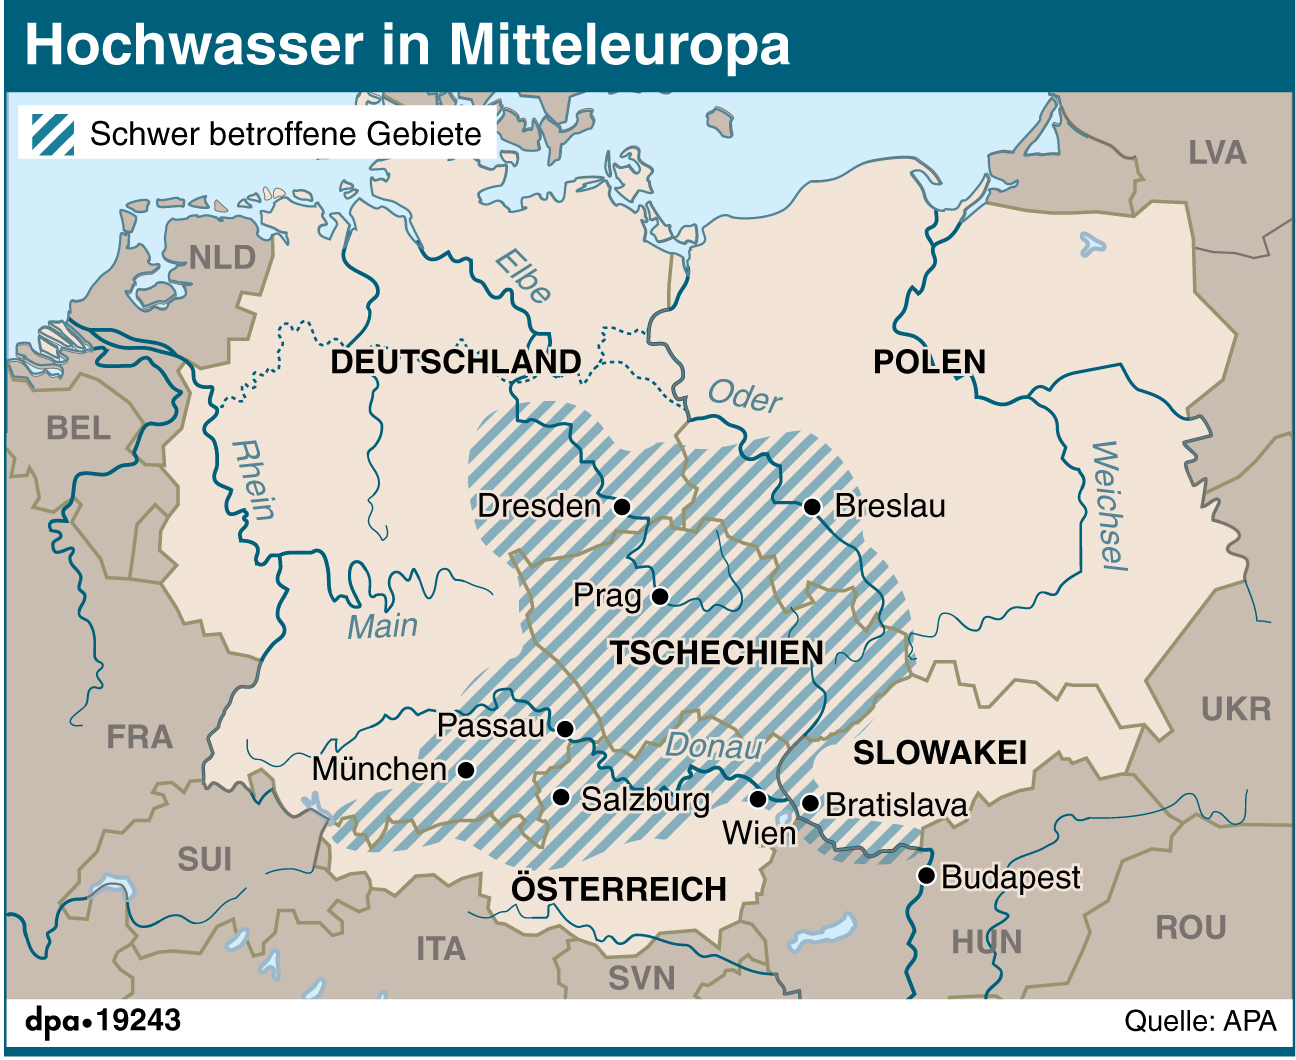 Hochwasser in Mitteleuropa
Schwer betroffene Gebiete
LVA
NLD
Elbe
DEUTSCHLAND
POLEN
Oder
BEL
Rhein
Weichsel
Dresden
Breslau
Prag
Main
TSCHECHIEN
UKR
FRA
Passau
Donau
SLOWAKEI
München
Salzburg
Bratislava
Wien
SUI
Budapest
ÖSTERREICH
ROU
HUN
ITA
SVN
dpa•19243
Quelle: APA